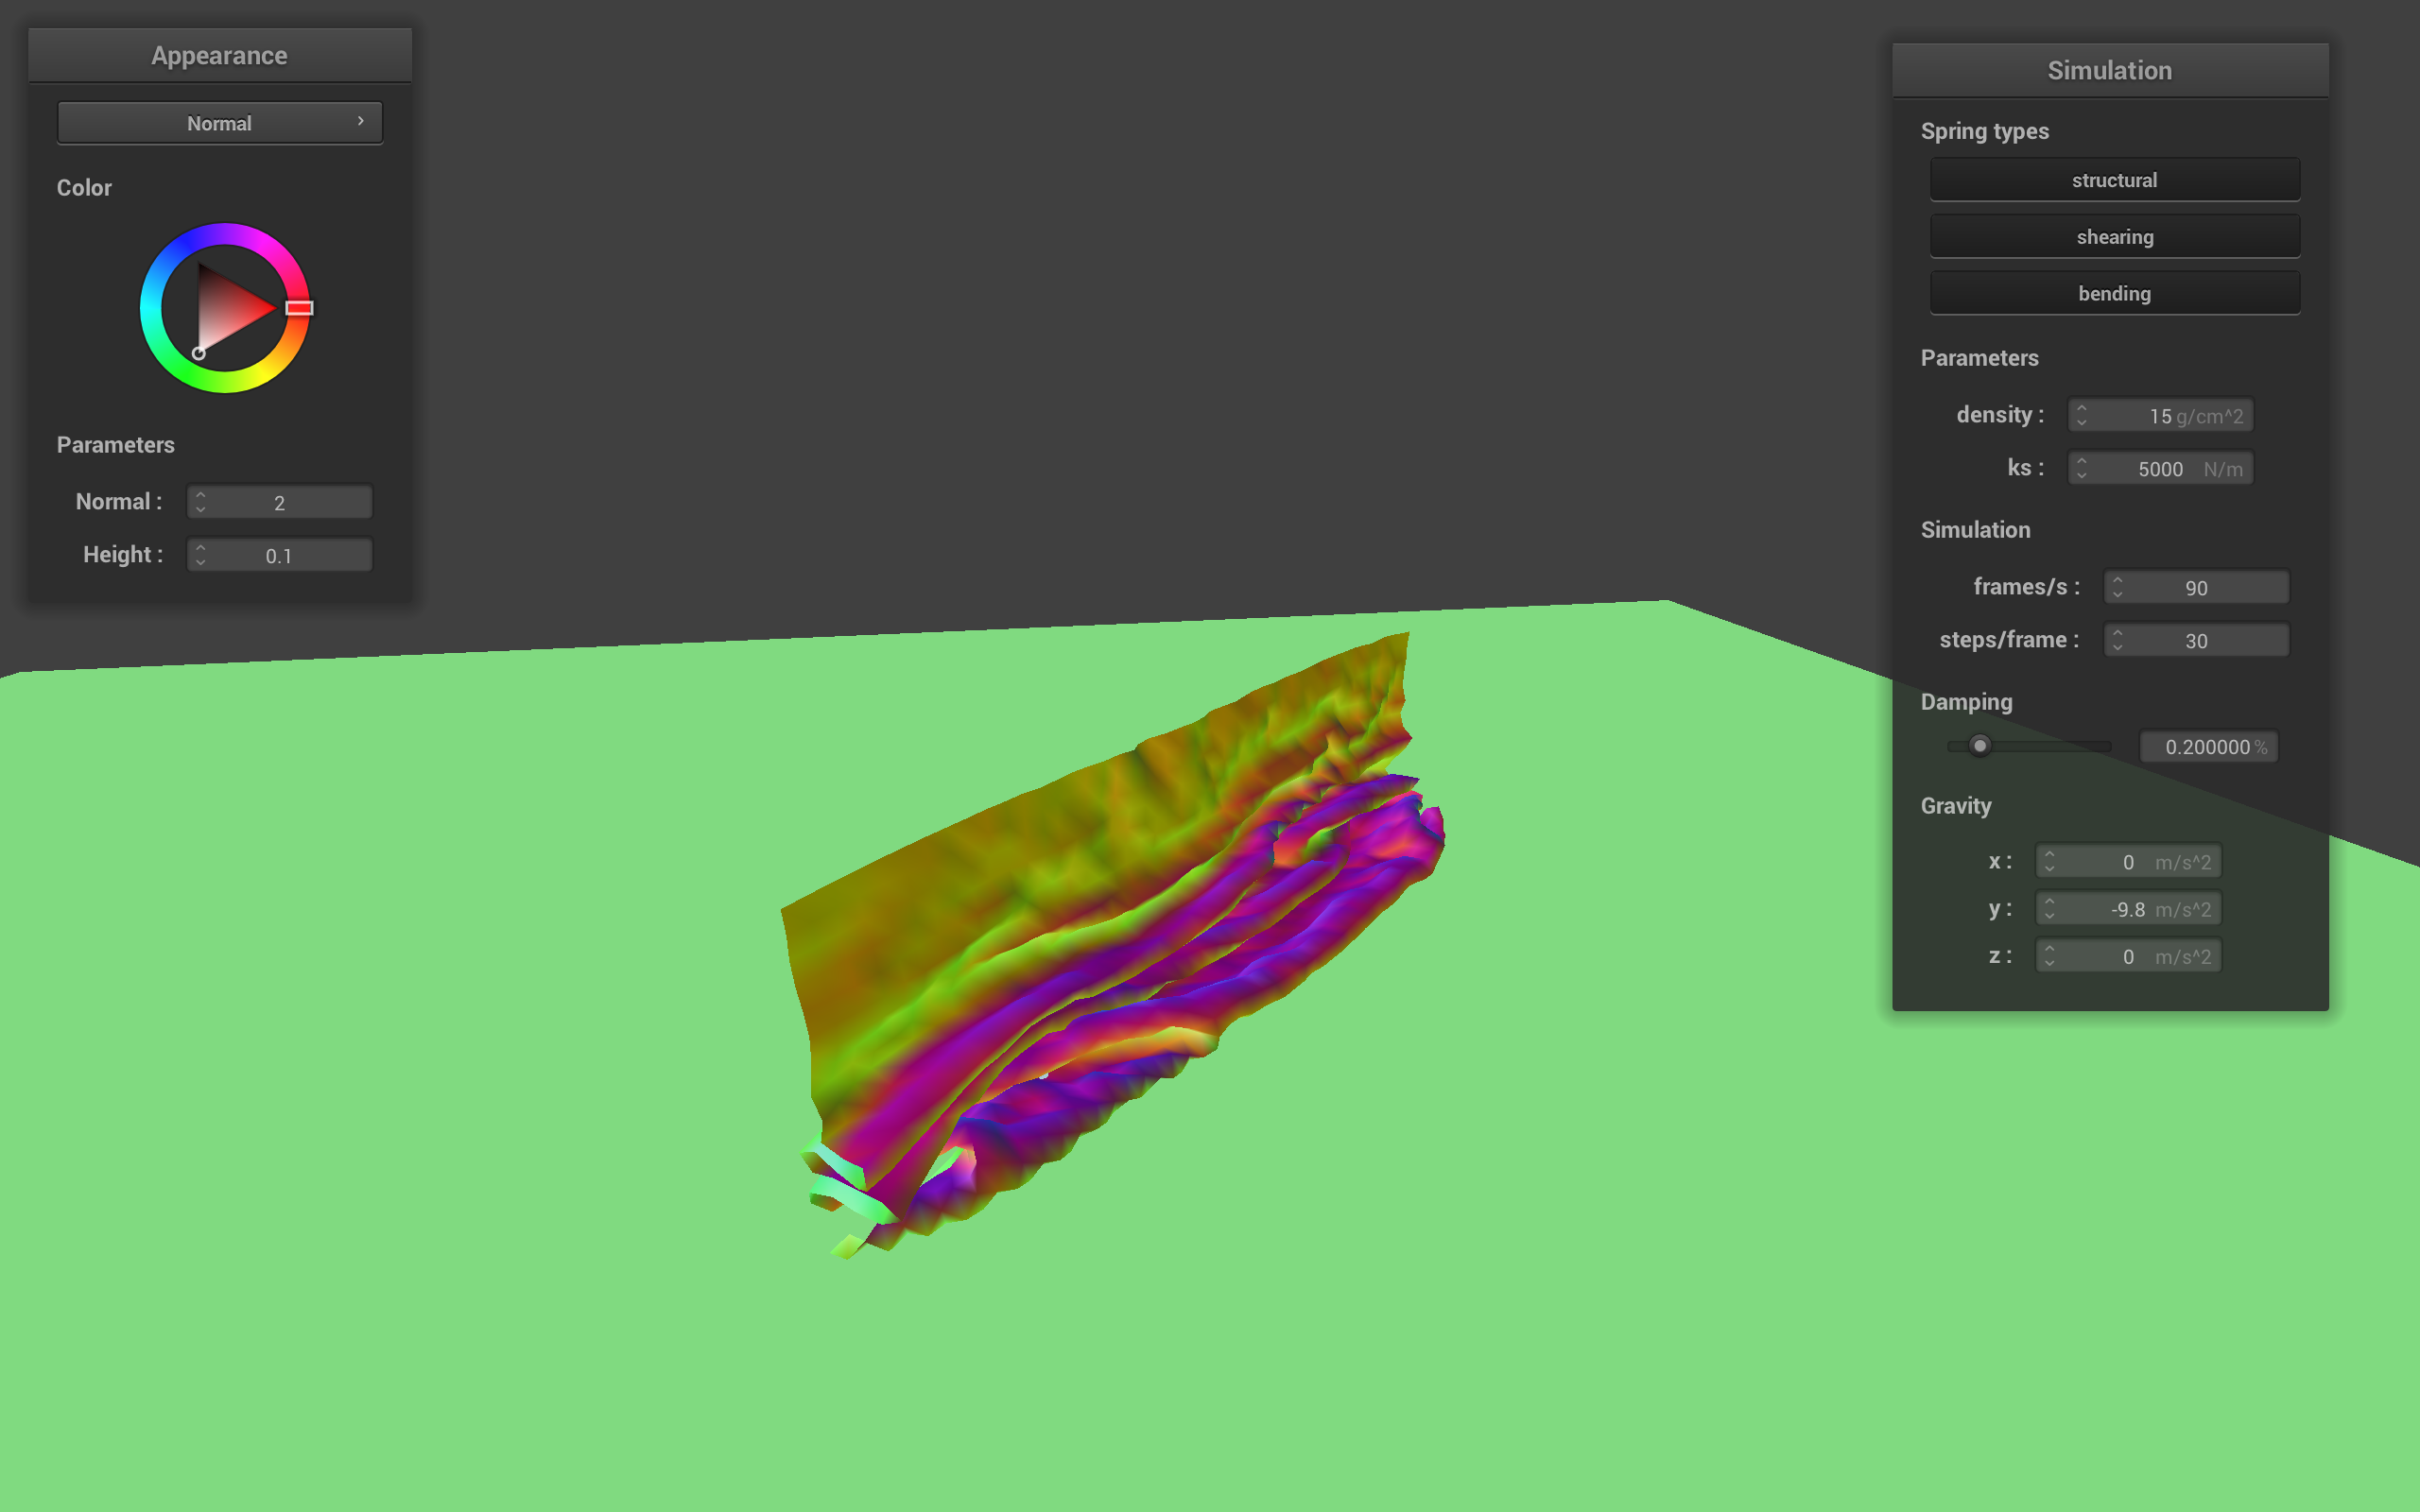 Appearance
Normal
Color
Parameters
Normal : 2
Height : 0.1
Simulation
Spring types
structural
shearing
bending
Parameters
density : 15 g/cm^2
ks : 5000 N/m
Simulation
frames/s : 90
steps/frame : 30
Damping
0.200000 %
Gravity
x : 0 m/s^2
y : -9.8 m/s^2
z : 0 m/s^2